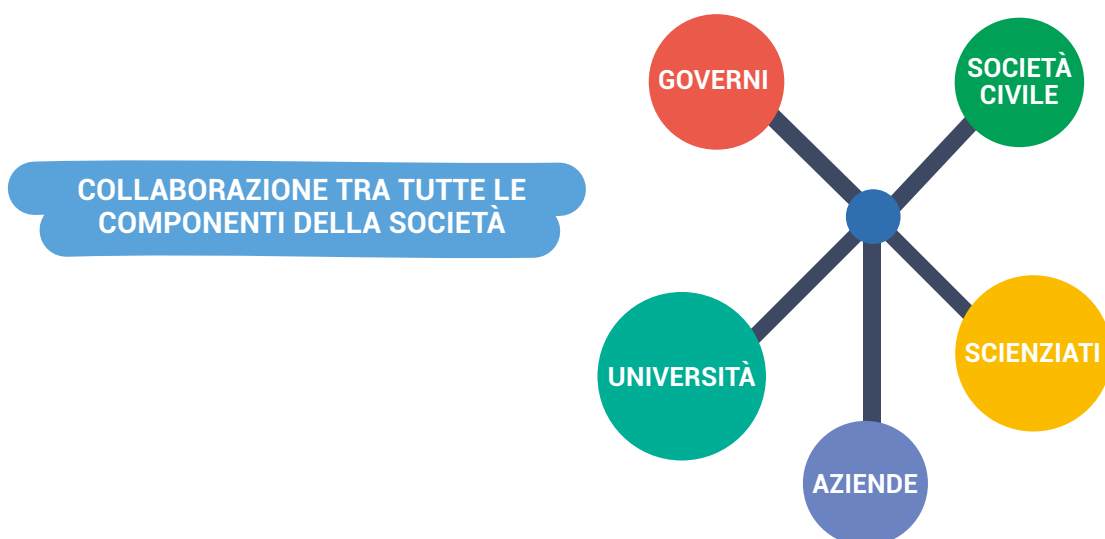 COLLABORAZIONE TRA TUTTE LE
COMPONENTI DELLA SOCIETÀ
GOVERNI
SOCIETÀ
CIVILE
UNIVERSITÀ
SCIENZIATI
AZIENDE